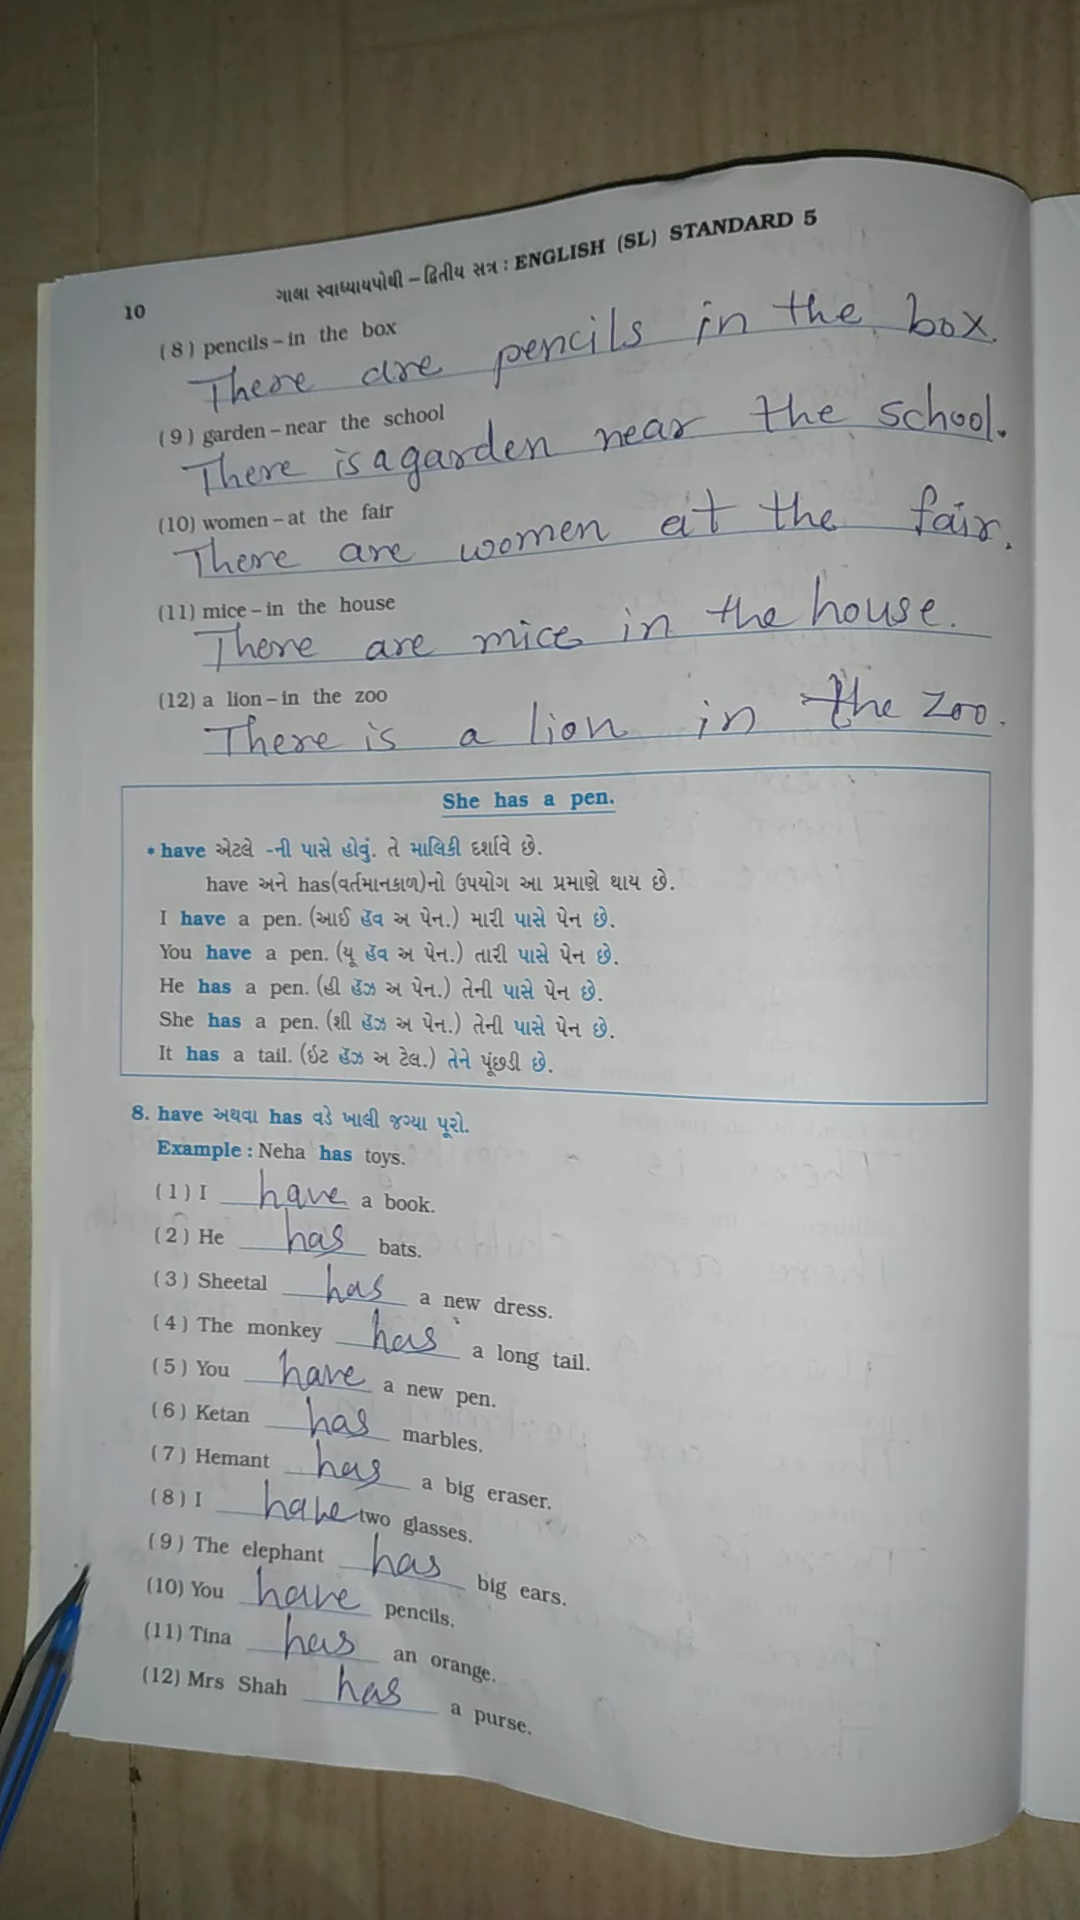 10
ગાલા સ્વાધ્યાયપોથી – દ્વિતીય સત્ર : ENGLISH (SL) STANDARD 5
(8) pencils – in the box
There are pencils in the box.
(9) garden – near the school
There is a garden near the school.
(10) women – at the fair
There are women at the fair.
(11) mice – in the house
There are mice in the house.
(12) a lion – in the zoo
There is a lion in the zoo.
She has a pen.
• have એટલે -ની પાસે હોવું. તે માલિકી દર્શાવે છે.
have અને has(વર્તમાનકાળ)નો ઉપયોગ આ પ્રમાણે થાય છે.
I have a pen. (આઈ હૅવ અ પેન.) મારી પાસે પેન છે.
You have a pen. (યૂ હૅવ અ પેન.) તારી પાસે પેન છે.
He has a pen. (હી હૅઝ અ પેન.) તેની પાસે પેન છે.
She has a pen. (શી હૅઝ અ પેન.) તેની પાસે પેન છે.
It has a tail. (ઇટ હૅઝ અ ટેલ.) તેને પૂંછડી છે.
8. have અથવા has વડે ખાલી જગ્યા પૂરો.
Example : Neha has toys.
(1) I have a book.
(2) He has bats.
(3) Sheetal has a new dress.
(4) The monkey has a long tail.
(5) You have a new pen.
(6) Ketan has marbles.
(7) Hemant has a big eraser.
(8) I have two glasses.
(9) The elephant has big ears.
(10) You have pencils.
(11) Tina has an orange.
(12) Mrs Shah has a purse.